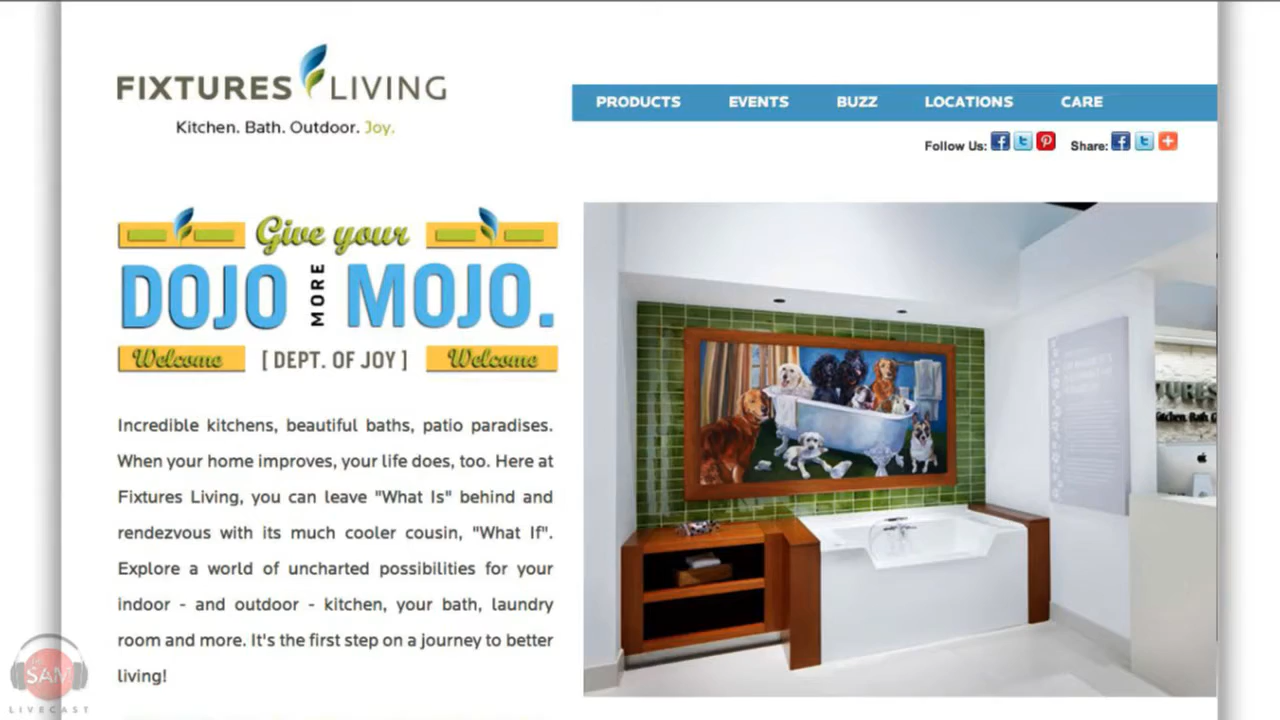 FIXTURES LIVING
Kitchen. Bath. Outdoor. Joy.
PRODUCTS EVENTS BUZZ LOCATIONS CARE
Follow Us: Share:
Give your
DOJO MORE MOJO.
Welcome [ DEPT. OF JOY ] Welcome
Incredible kitchens, beautiful baths, patio paradises.
When your home improves, your life does, too. Here at
Fixtures Living, you can leave "What Is" behind and
rendezvous with its much cooler cousin, "What If".
Explore a world of uncharted possibilities for your
indoor - and outdoor - kitchen, your bath, laundry
room and more. It's the first step on a journey to better
living!
THE
SAM
LIVECAST